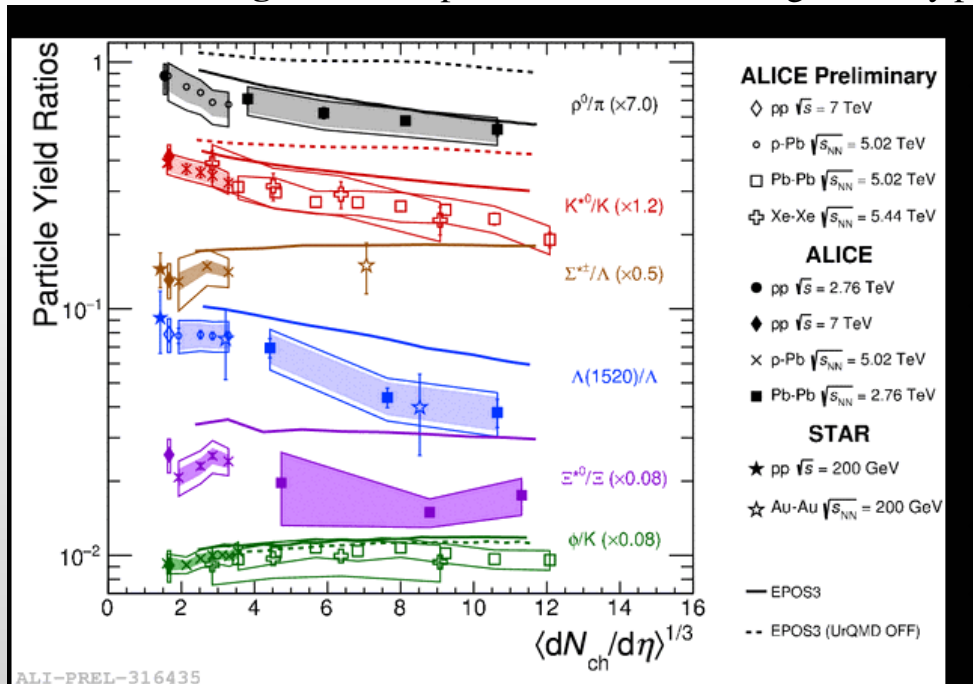 Particle Yield Ratios
1
10⁻¹
10⁻²
ρ⁰/π (×7.0)
K*⁰/K (×1.2)
Σ*±/Λ (×0.5)
Λ(1520)/Λ
Ξ*⁰/Ξ (×0.08)
ϕ/K (×0.08)
0 2 4 6 8 10 12 14 16
⟨dN_ch/dη⟩^1/3
ALICE Preliminary
pp √s = 7 TeV
p-Pb √s_NN = 5.02 TeV
Pb-Pb √s_NN = 5.02 TeV
Xe-Xe √s_NN = 5.44 TeV
ALICE
pp √s = 2.76 TeV
pp √s = 7 TeV
p-Pb √s_NN = 5.02 TeV
Pb-Pb √s_NN = 2.76 TeV
STAR
pp √s = 200 GeV
Au-Au √s_NN = 200 GeV
EPOS3
EPOS3 (UrQMD OFF)
ALI-PREL-316435